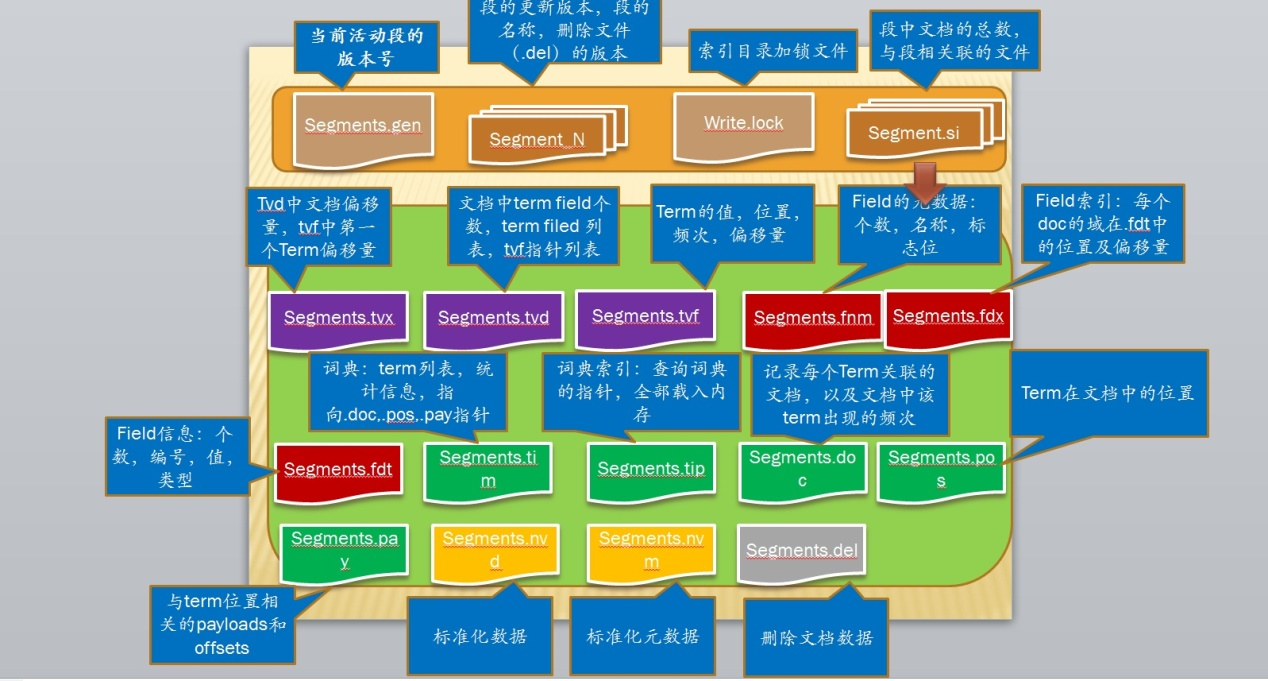 当前活动段的
版本号
段的更新版本，段的
名称，删除文件
（.del）的版本
索引目录加锁文件
段中文档的总数，
与段相关联的文件
Segments.gen
Segment_N
Write.lock
Segment.si
Tvd中文档偏移
量，tvf中第一
个Term偏移量
文档中term field个
数，term filed 列
表，tvf指针列表
Term的值，位置，
频次，偏移量
Field的元数据：
个数，名称，标
志位
Field索引：每个
doc的域在.fdt中
的位置及偏移量
Segments.tvx
Segments.tvd
Segments.tvf
Segments.fnm
Segments.fdx
词典：term列表，统
计信息，指
向.doc,.pos,.pay指针
词典索引：查询词典
的指针，全部载入内
存
记录每个Term关联的
文档，以及文档中该
term出现的频次
Term在文档中的位置
Field信息：个
数，编号，值，
类型
Segments.fdt
Segments.ti
m
Segments.tip
Segments.do
c
Segments.po
s
Segments.pa
y
Segments.nv
d
Segments.nv
m
Segments.del
与term位置相
关的payloads和
offsets
标准化数据
标准化元数据
删除文档数据